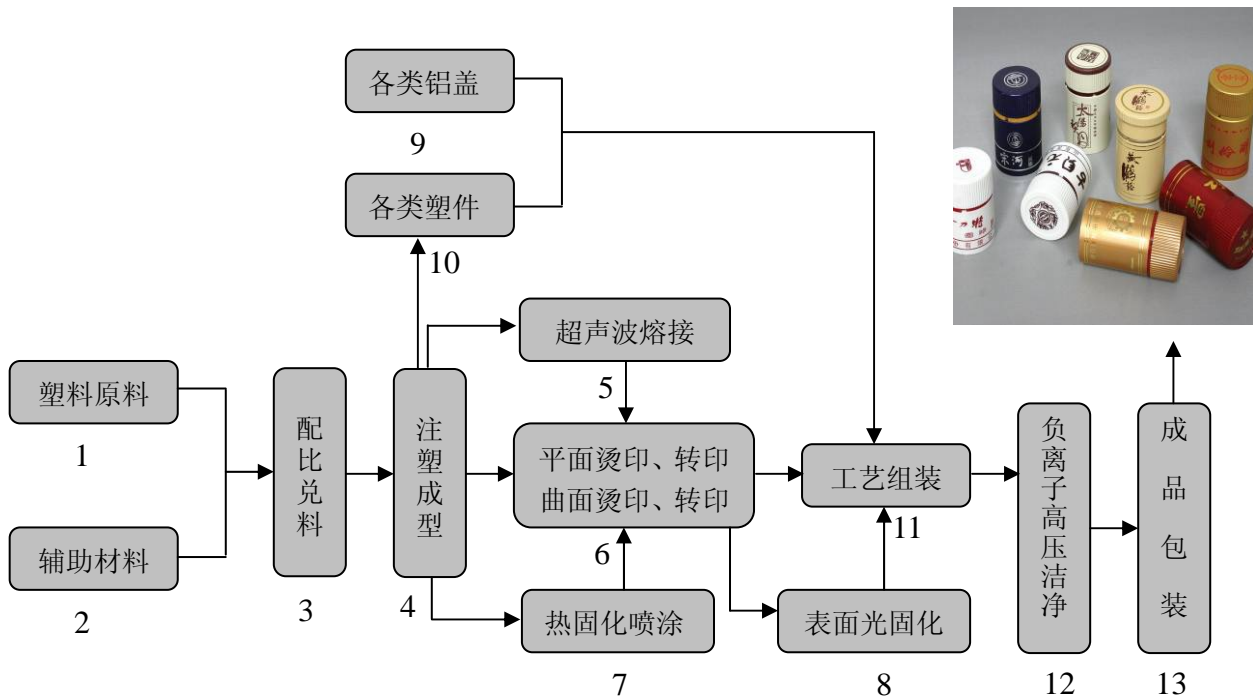 各类铝盖
9
各类塑件
10
超声波熔接
5
塑料原料
1
辅助材料
2
配比兑料
3
注塑成型
4
平面烫印、转印
曲面烫印、转印
6
热固化喷涂
7
表面光固化
8
工艺组装
11
负离子高压洁净
12
成品包装
13
宗河